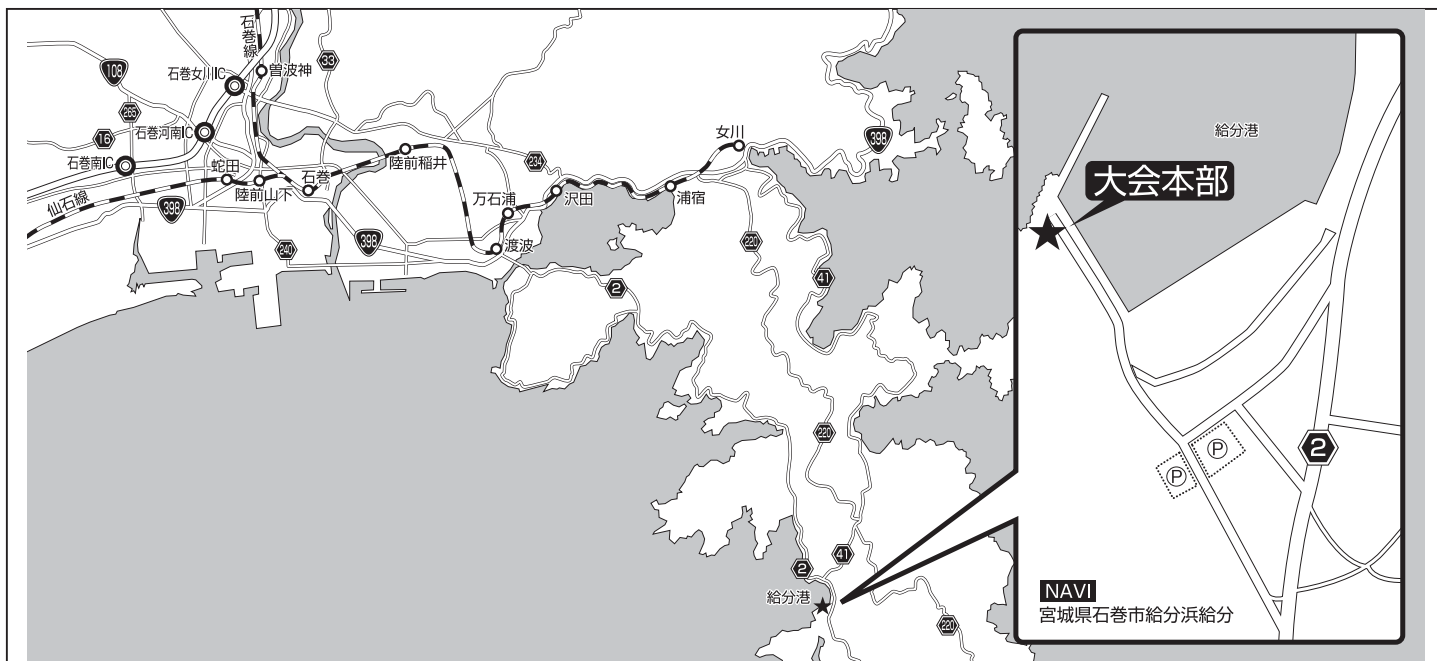 石巻線
33
108
石巻女川IC
曽波神
265
16
石巻河南IC
石巻南IC
蛇田
陸前山下
石巻
陸前稲井
仙石線
398
240
398
234
万石浦
沢田
渡波
浦宿
女川
398
220
41
2
220
41
2
給分港
220
給分港
大会本部
2
P
P
NAVI
宮城県石巻市給分浜給分